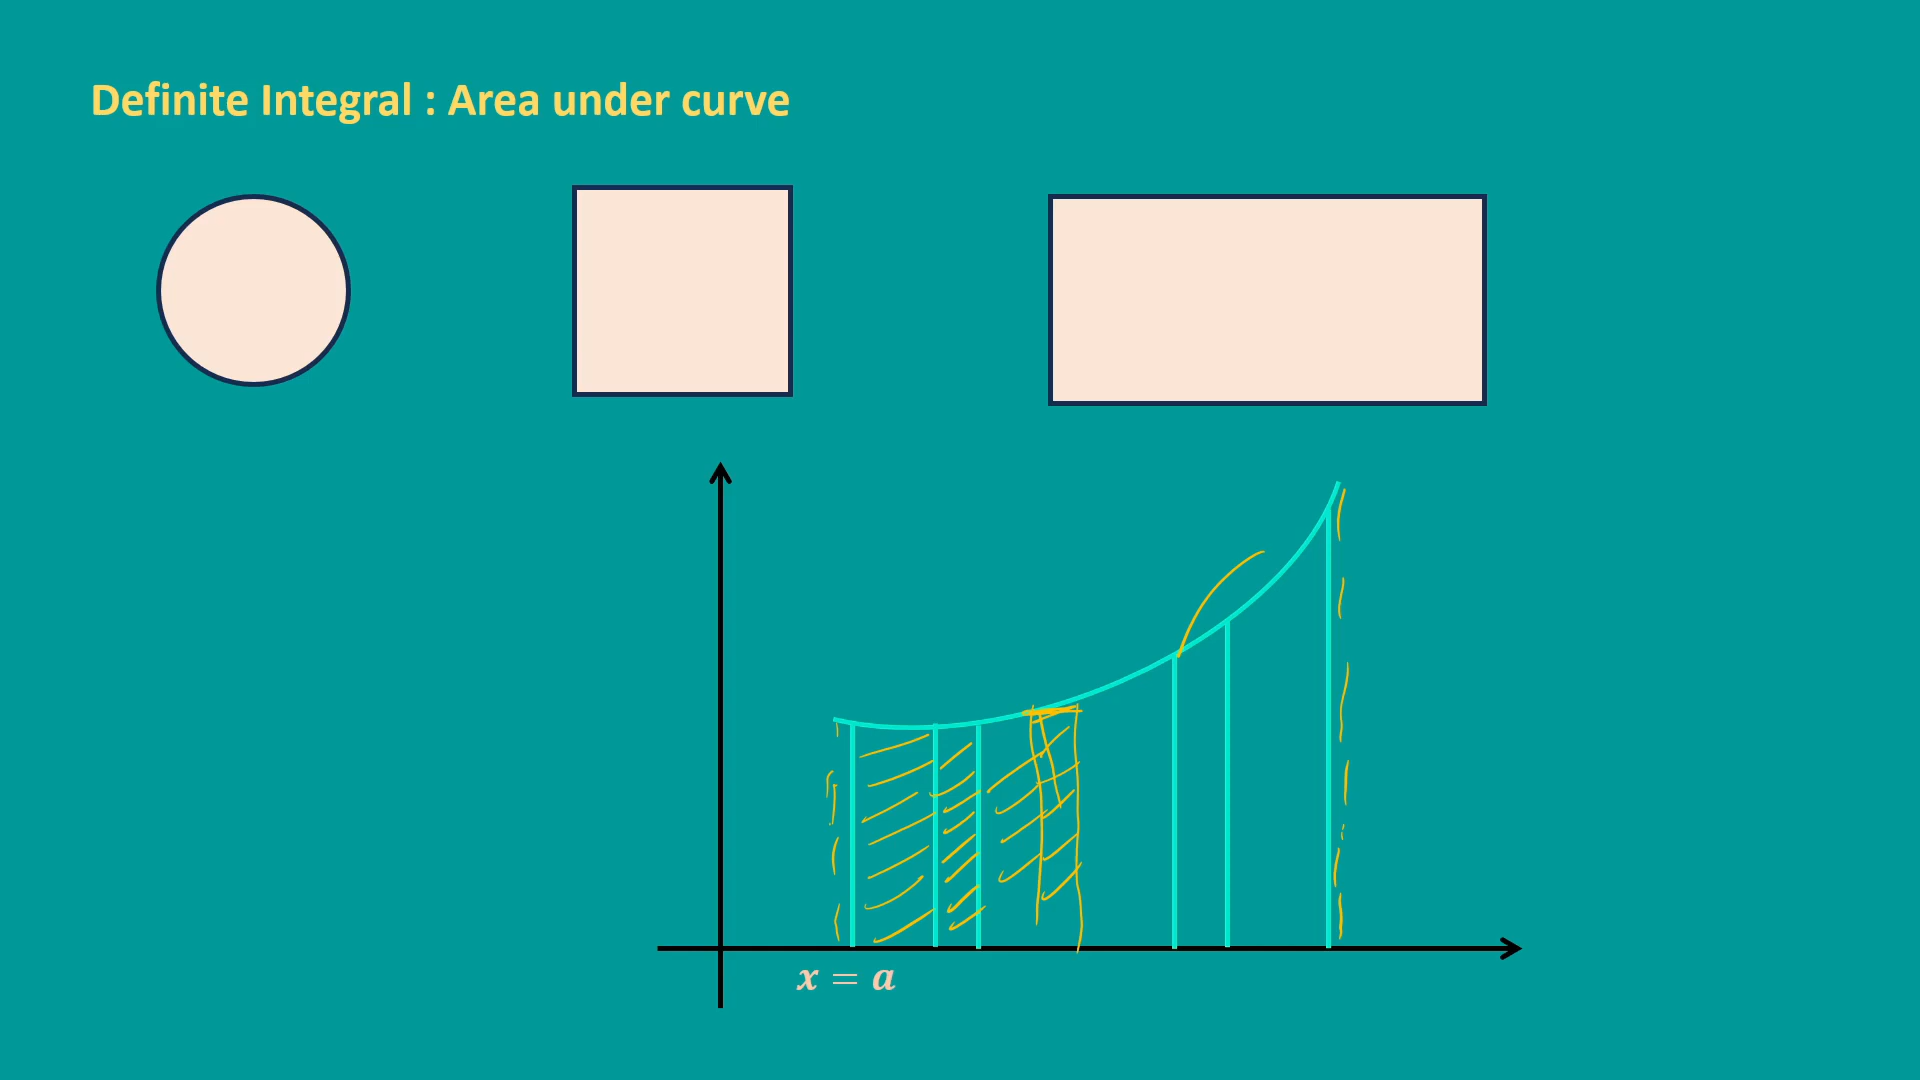 Definite Integral : Area under curve
x = a